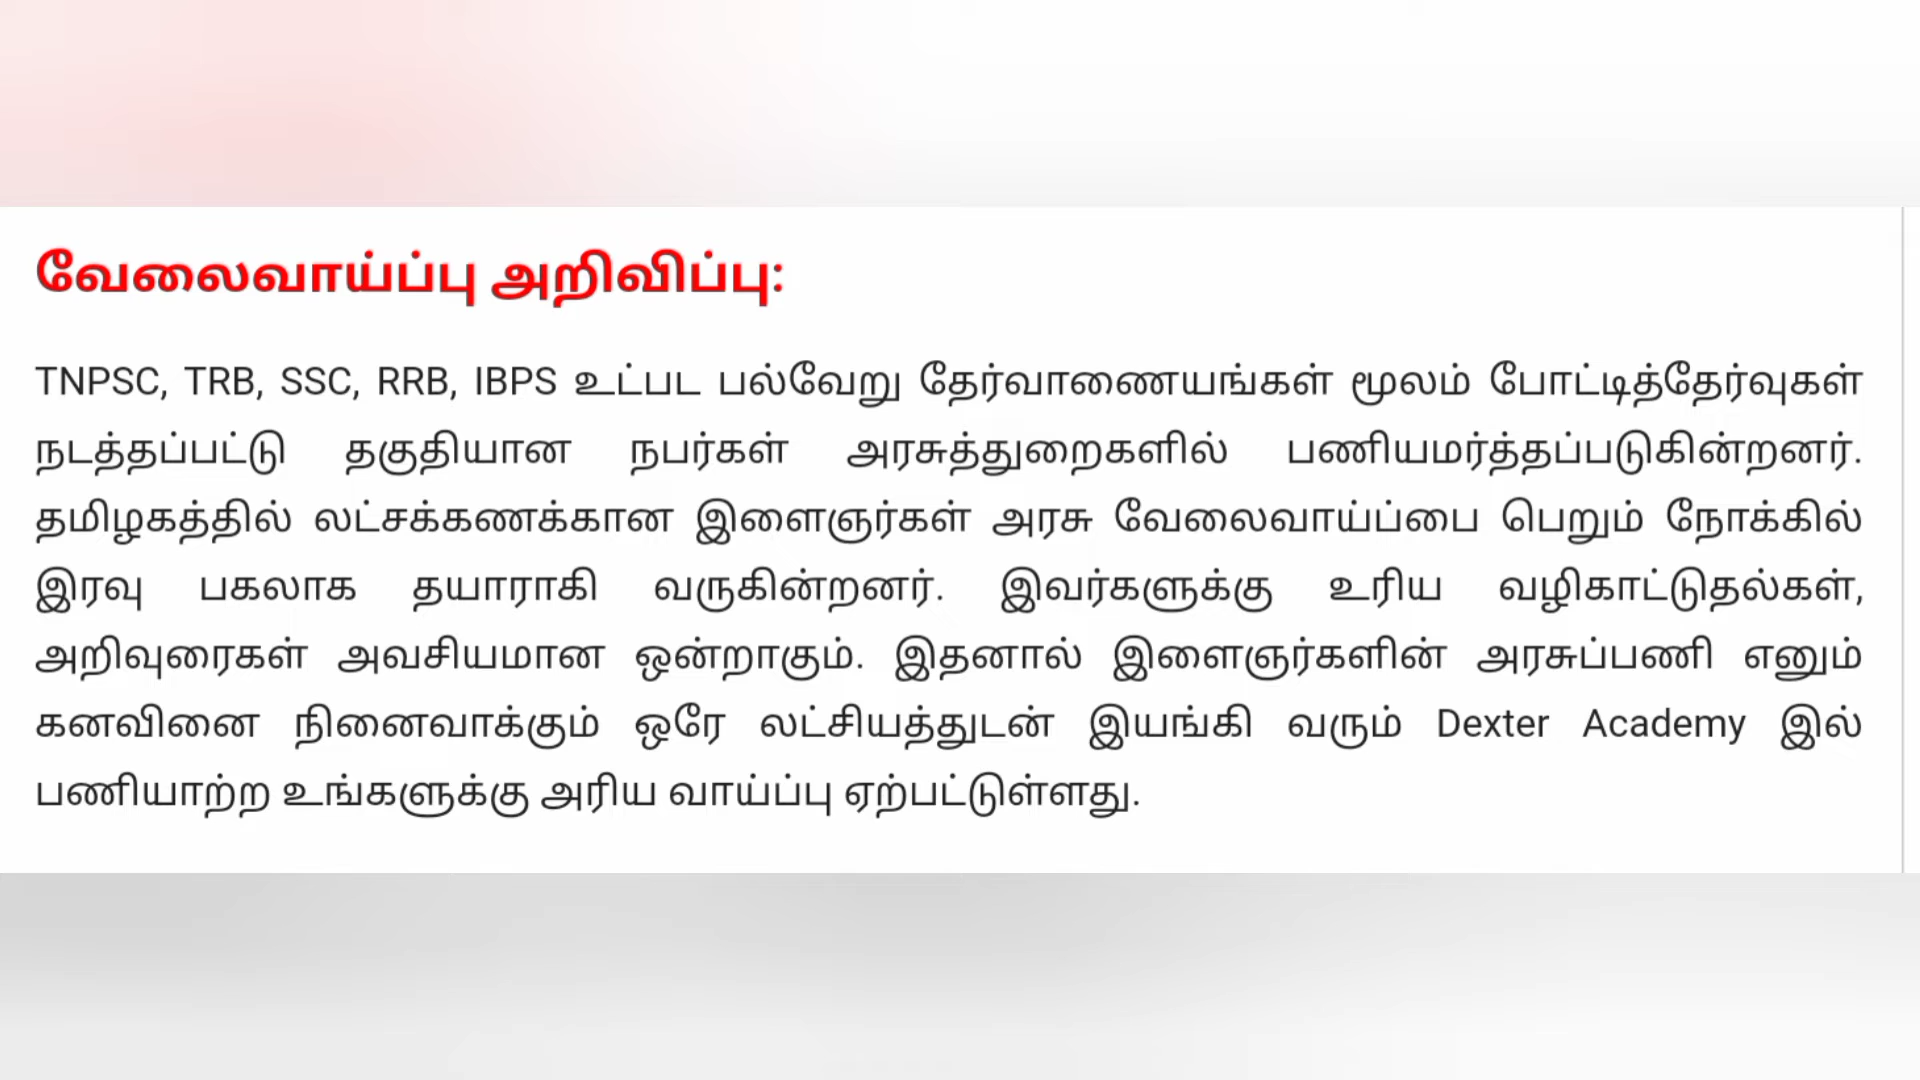 வேலைவாய்ப்பு அறிவிப்பு:
TNPSC, TRB, SSC, RRB, IBPS உட்பட பல்வேறு தேர்வாணையங்கள் மூலம் போட்டித்தேர்வுகள்
நடத்தப்பட்டு தகுதியான நபர்கள் அரசுத்துறைகளில் பணியமர்த்தப்படுகின்றனர்.
தமிழகத்தில் லட்சக்கணக்கான இளைஞர்கள் அரசு வேலைவாய்ப்பை பெறும் நோக்கில்
இரவு பகலாக தயாராகி வருகின்றனர். இவர்களுக்கு உரிய வழிகாட்டுதல்கள்,
அறிவுரைகள் அவசியமான ஒன்றாகும். இதனால் இளைஞர்களின் அரசுப்பணி எனும்
கனவினை நினைவாக்கும் ஒரே லட்சியத்துடன் இயங்கி வரும் Dexter Academy இல்
பணியாற்ற உங்களுக்கு அரிய வாய்ப்பு ஏற்பட்டுள்ளது.